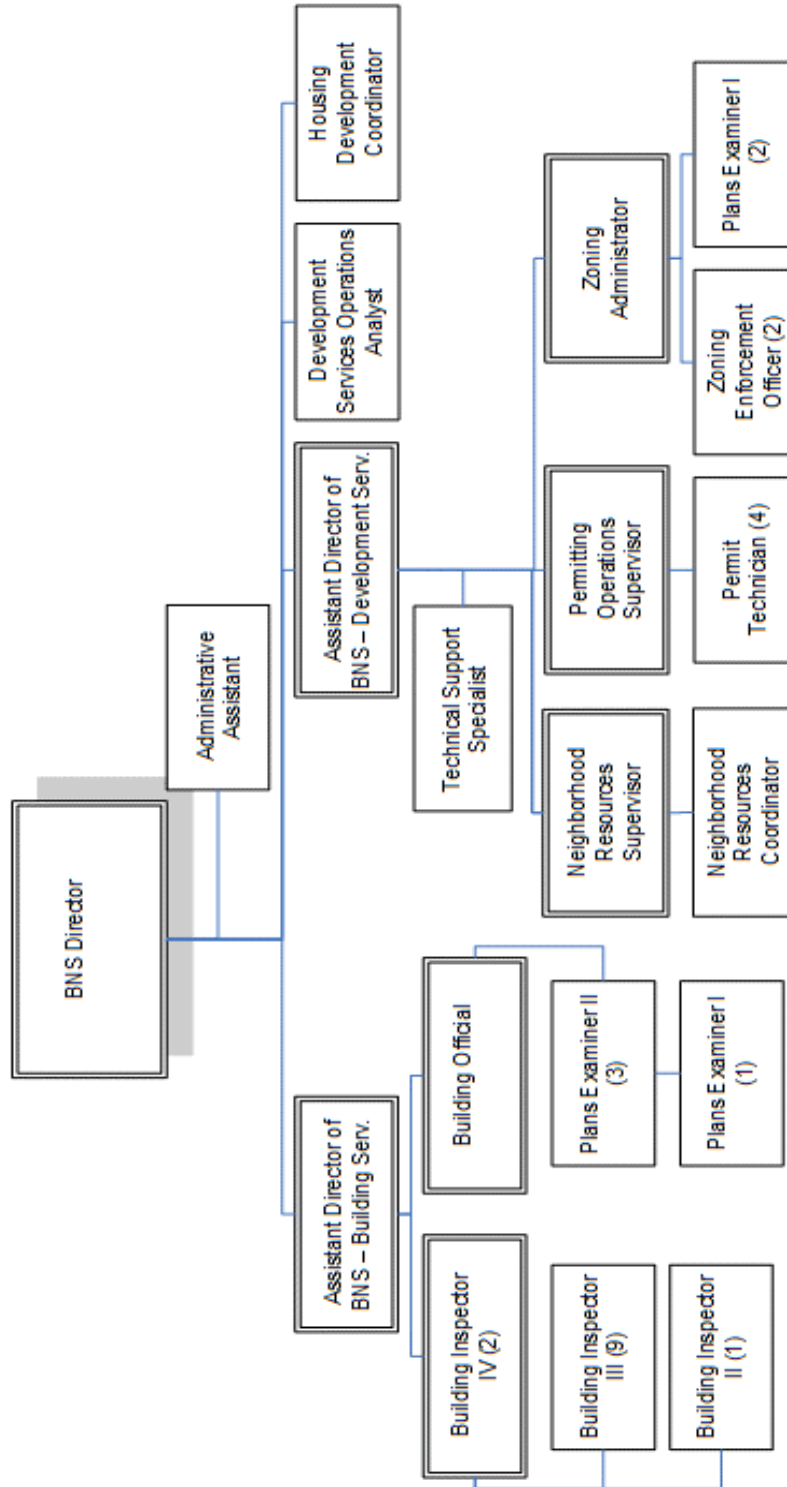 BNS Director
Administrative
Assistant
Assistant Director of
BNS – Building Serv.
Assistant Director of
BNS – Development Serv.
Development
Services Operations
Analyst
Housing
Development
Coordinator
Building Inspector
IV (2)
Building Official
Technical Support
Specialist
Building Inspector
III (9)
Plans Examiner II
(3)
Neighborhood
Resources
Supervisor
Permitting
Operations
Supervisor
Zoning
Administrator
Building Inspector
II (1)
Plans Examiner I
(1)
Neighborhood
Resources
Coordinator
Permit
Technician (4)
Zoning
Enforcement
Officer (2)
Plans Examiner I
(2)